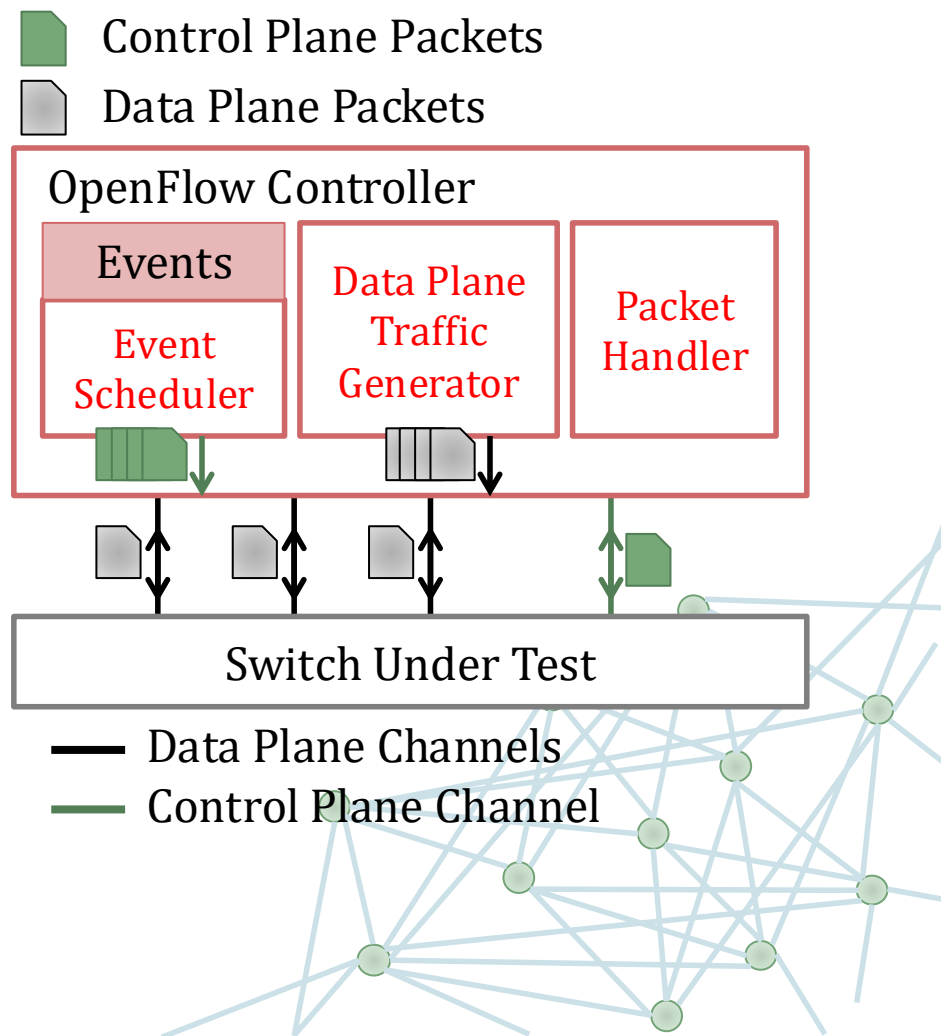 Control Plane Packets
Data Plane Packets
OpenFlow Controller
Events
Event
Scheduler
Data Plane
Traffic
Generator
Packet
Handler
Switch Under Test
Data Plane Channels
Control Plane Channel